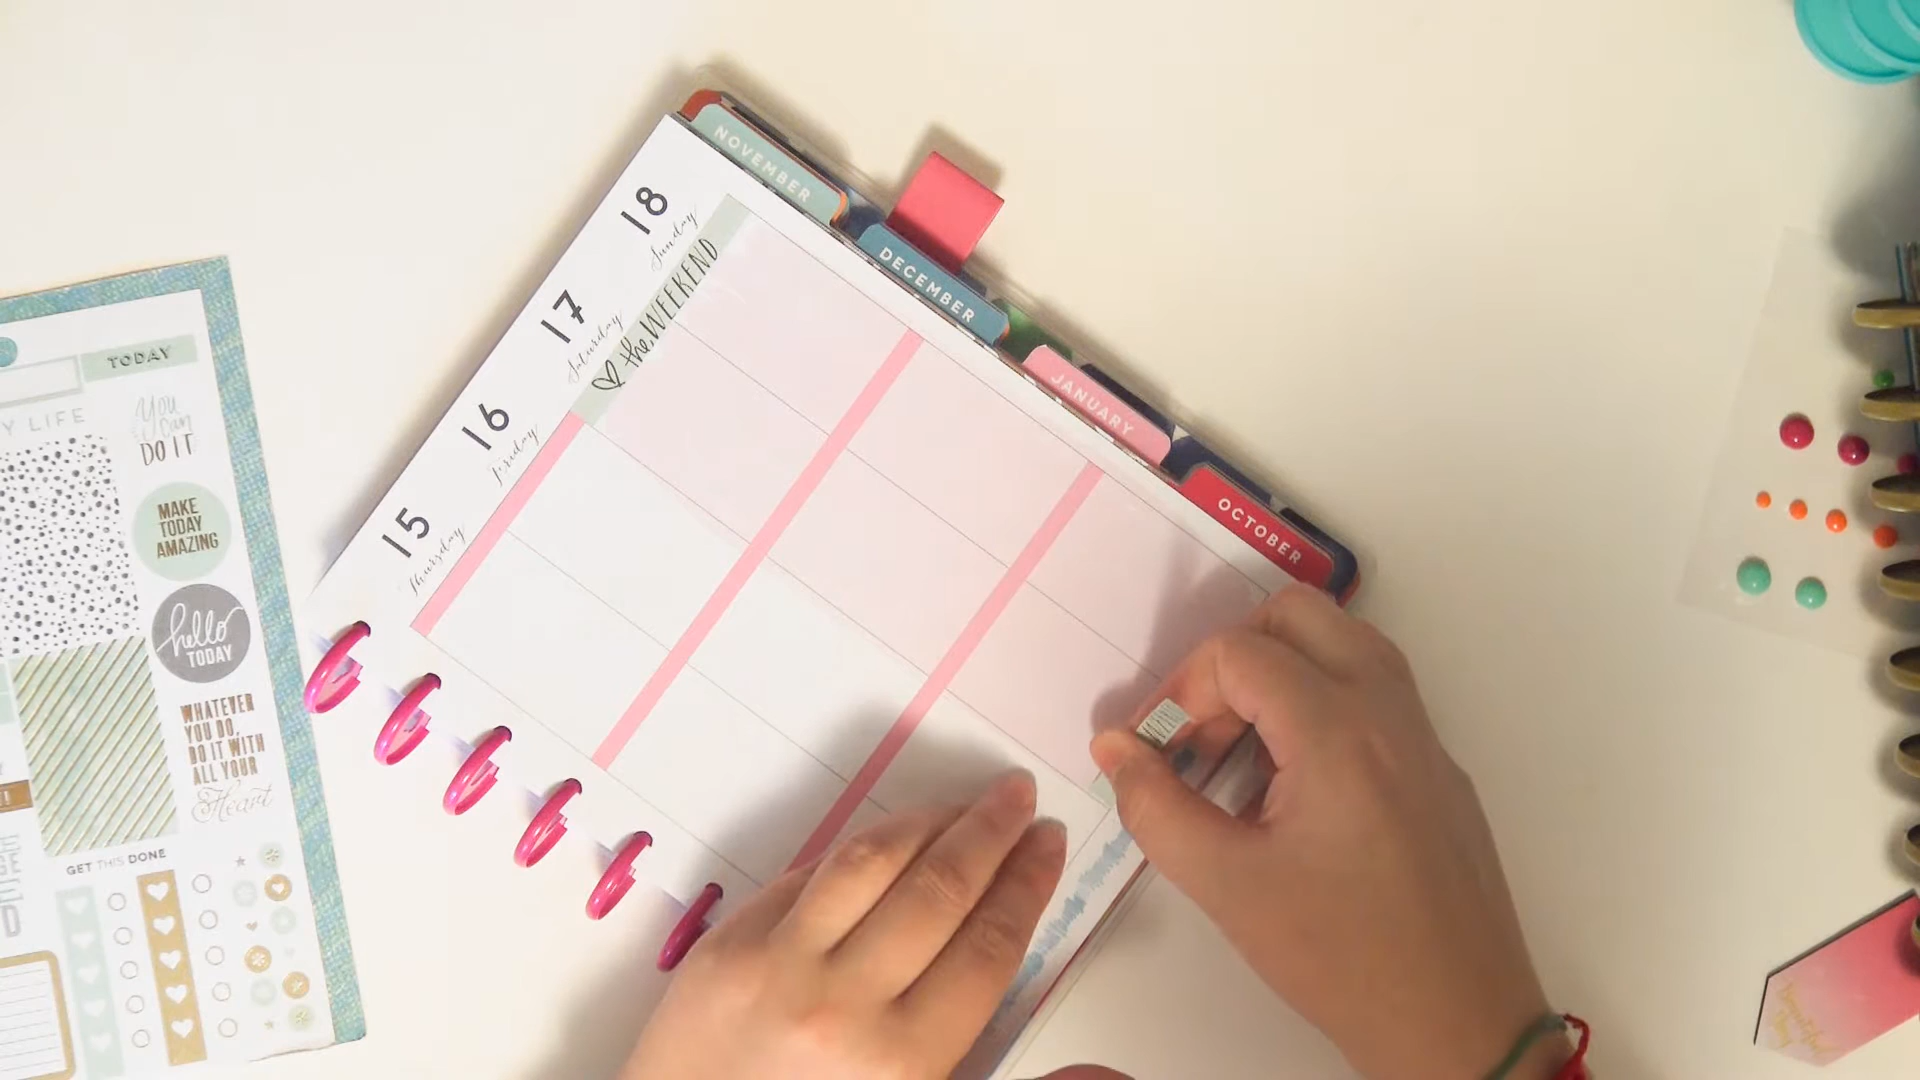 TODAY
Y LIFE
You
can
DO IT
MAKE
TODAY
AMAZING
hello
TODAY
WHATEVER
YOU DO,
DO IT WITH
ALL YOUR
Heart
GET THIS DONE
15
Thursday
16
Friday
17
Saturday
18
Sunday
the WEEKEND
NOVEMBER
DECEMBER
JANUARY
OCTOBER